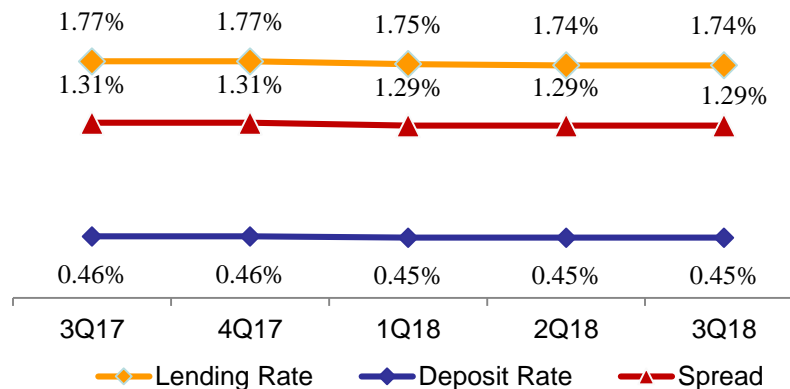 1.77% 1.77% 1.75% 1.74% 1.74%
1.31% 1.31% 1.29% 1.29% 1.29%
0.46% 0.46% 0.45% 0.45% 0.45%
3Q17 4Q17 1Q18 2Q18 3Q18
Lending Rate Deposit Rate Spread